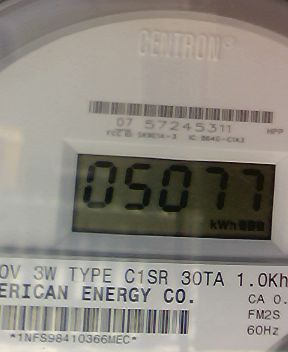 CENTRON®
07 57245311
HPP
05077
kWh
0V 3W TYPE C1SR 30TA 1.0Kh
ERICAN ENERGY CO.
CA 0.
FM2S
60Hz
*1NFS98410366MEC*